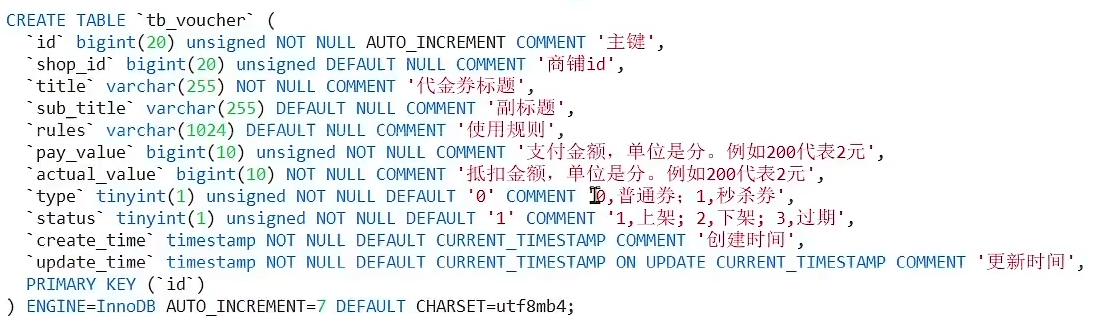 CREATE TABLE `tb_voucher` (
`id` bigint(20) unsigned NOT NULL AUTO_INCREMENT COMMENT '主键',
`shop_id` bigint(20) unsigned DEFAULT NULL COMMENT '商铺id',
`title` varchar(255) NOT NULL COMMENT '代金券标题',
`sub_title` varchar(255) DEFAULT NULL COMMENT '副标题',
`rules` varchar(1024) DEFAULT NULL COMMENT '使用规则',
`pay_value` bigint(10) unsigned NOT NULL COMMENT '支付金额，单位是分。例如200代表2元',
`actual_value` bigint(10) NOT NULL COMMENT '抵扣金额，单位是分。例如200代表2元',
`type` tinyint(1) unsigned NOT NULL DEFAULT '0' COMMENT '0,普通券；1,秒杀券',
`status` tinyint(1) unsigned NOT NULL DEFAULT '1' COMMENT '1,上架; 2,下架; 3,过期',
`create_time` timestamp NOT NULL DEFAULT CURRENT_TIMESTAMP COMMENT '创建时间',
`update_time` timestamp NOT NULL DEFAULT CURRENT_TIMESTAMP ON UPDATE CURRENT_TIMESTAMP COMMENT '更新时间',
PRIMARY KEY (`id`)
) ENGINE=InnoDB AUTO_INCREMENT=7 DEFAULT CHARSET=utf8mb4;